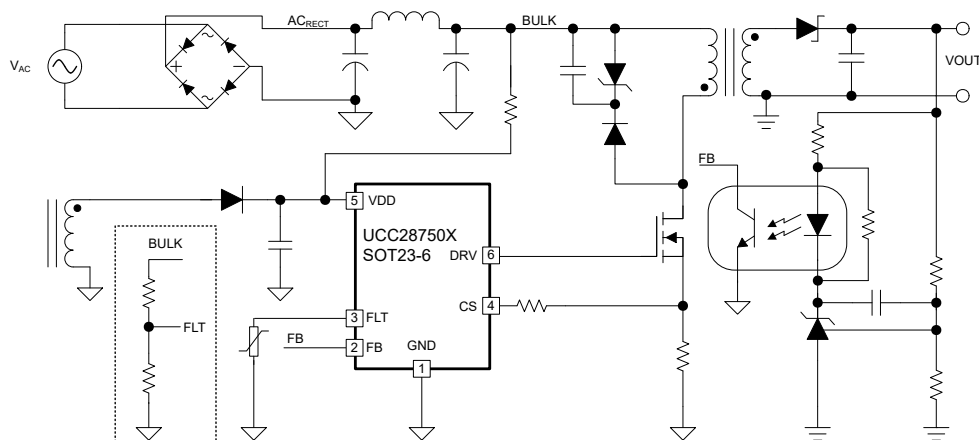 AC_RECT
BULK
V_AC
+
~
~
−
VOUT
FB
5
VDD
UCC28750X
SOT23-6
DRV
6
BULK
FLT
CS
4
3
FLT
FB
2
FB
GND
1